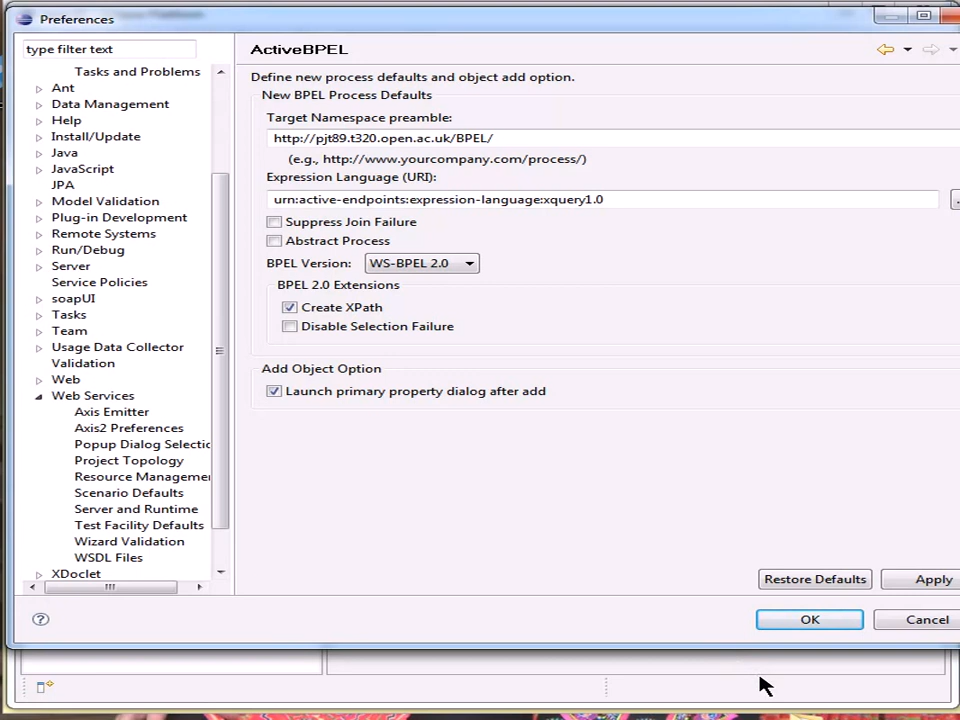 Preferences
type filter text
ActiveBPEL
Tasks and Problems
Ant
Data Management
Help
Install/Update
Java
JavaScript
JPA
Model Validation
Plug-in Development
Remote Systems
Run/Debug
Server
Service Policies
soapUI
Tasks
Team
Usage Data Collector
Validation
Web
Web Services
Axis Emitter
Axis2 Preferences
Popup Dialog Selectio
Project Topology
Resource Manageme
Scenario Defaults
Server and Runtime
Test Facility Defaults
Wizard Validation
WSDL Files
XDoclet
Define new process defaults and object add option.
New BPEL Process Defaults
Target Namespace preamble:
http://pjt89.t320.open.ac.uk/BPEL/
(e.g., http://www.yourcompany.com/process/)
Expression Language (URI):
urn:active-endpoints:expression-language:xquery1.0
Suppress Join Failure
Abstract Process
BPEL Version: WS-BPEL 2.0
BPEL 2.0 Extensions
Create XPath
Disable Selection Failure
Add Object Option
Launch primary property dialog after add
Restore Defaults Apply
OK Cancel